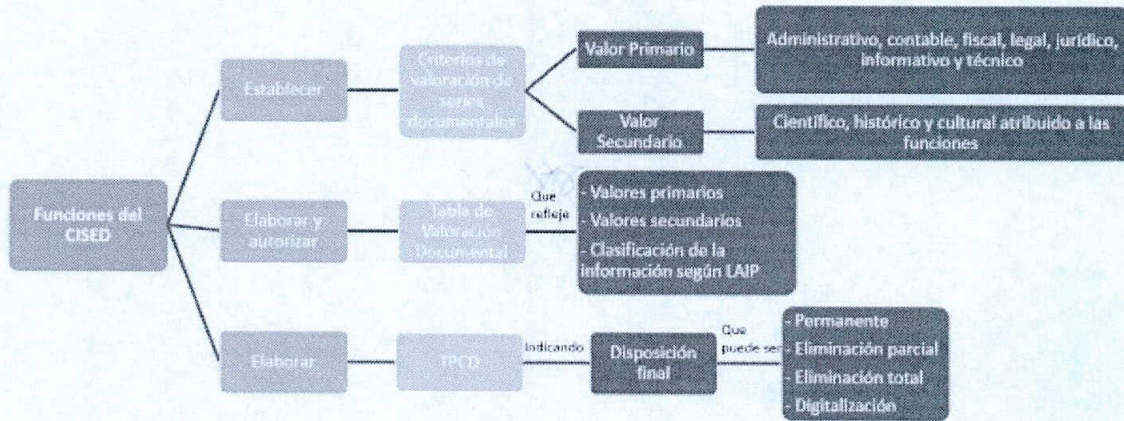 Funciones del
CISED
Establecer
Criterios de
valoración de
series
documentales
Valor Primario
Administrativo, contable, fiscal, legal, jurídico,
informativo y técnico
Valor
Secundario
Científico, histórico y cultural atribuido a las
funciones
Elaborar y
autorizar
Tabla de
Valoración
Documental
Que
refleje
- Valores primarios
- Valores secundarios
- Clasificación de la
información según LAIP
Elaborar
TPCD
Indicando
Disposición
final
Que
puede ser
- Permanente
- Eliminación parcial
- Eliminación total
- Digitalización